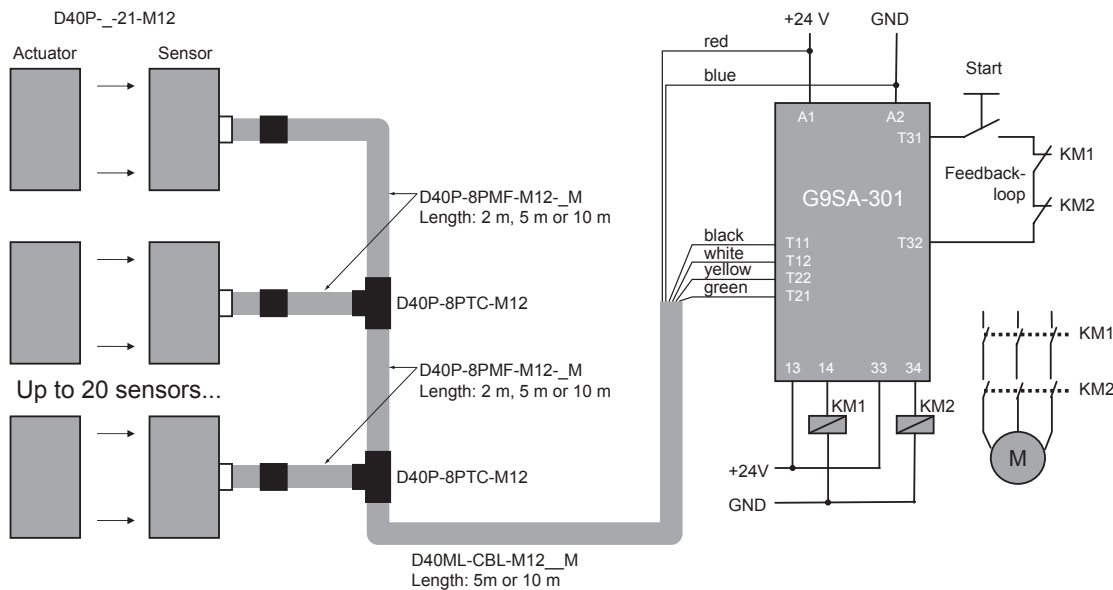 D40P-_-21-M12
Actuator
Sensor
D40P-8PMF-M12-_M
Length: 2 m, 5 m or 10 m
D40P-8PTC-M12
D40P-8PMF-M12-_M
Length: 2 m, 5 m or 10 m
Up to 20 sensors...
D40P-8PTC-M12
D40ML-CBL-M12__M
Length: 5m or 10 m
+24 V
GND
red
blue
A1
A2
T31
Start
KM1
Feedback-
loop
KM2
G9SA-301
T32
black
white
yellow
green
T11
T12
T22
T21
13
14
33
34
KM1
KM2
+24V
GND
KM1
KM2
M